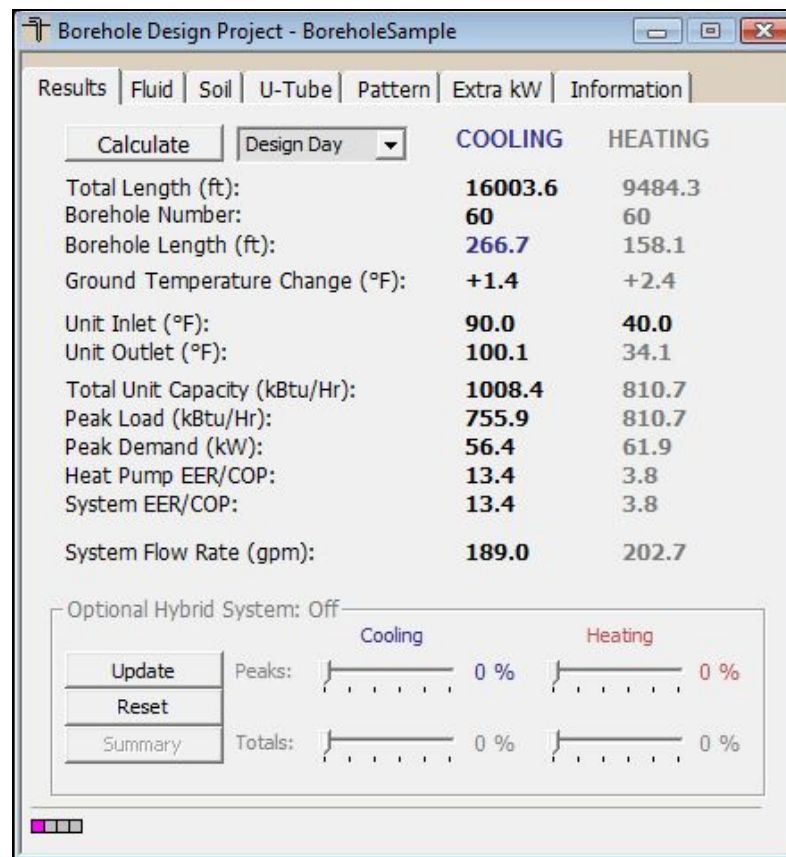 Borehole Design Project - BoreholeSample
Results Fluid Soil U-Tube Pattern Extra kW Information
Calculate Design Day COOLING HEATING
Total Length (ft): 16003.6 9484.3
Borehole Number: 60 60
Borehole Length (ft): 266.7 158.1
Ground Temperature Change (°F): +1.4 +2.4
Unit Inlet (°F): 90.0 40.0
Unit Outlet (°F): 100.1 34.1
Total Unit Capacity (kBtu/Hr): 1008.4 810.7
Peak Load (kBtu/Hr): 755.9 810.7
Peak Demand (kW): 56.4 61.9
Heat Pump EER/COP: 13.4 3.8
System EER/COP: 13.4 3.8
System Flow Rate (gpm): 189.0 202.7
Optional Hybrid System: Off
Cooling Heating
Update Peaks: 0 % 0 %
Reset
Summary Totals: 0 % 0 %